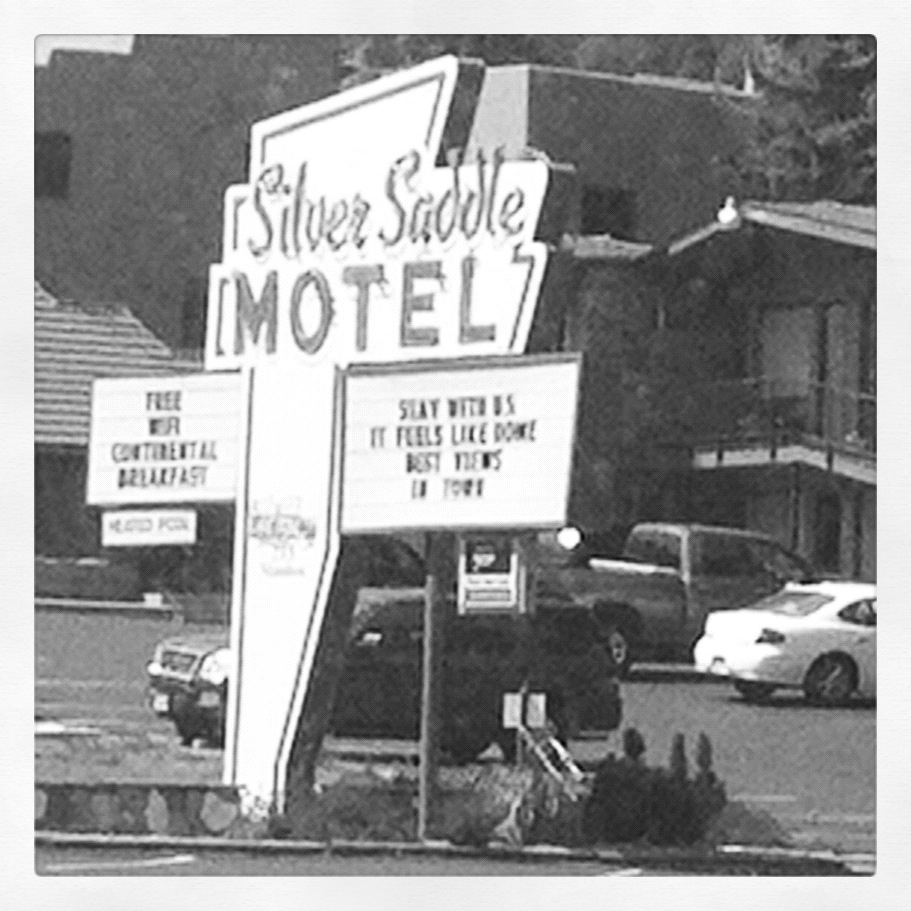 Silver Saddle
MOTEL
FREE
WIFI
CONTINENTAL
BREAKFAST
HEATED POOL
STAY WITH US
IT FEELS LIKE HOME
BEST VIEWS
IN TOWN